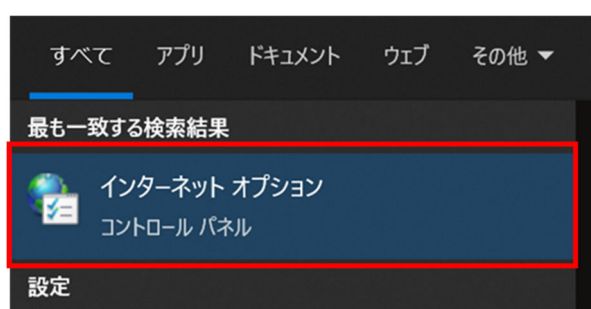 すべて アプリ ドキュメント ウェブ その他
最も一致する検索結果
インターネット オプション
コントロール パネル
設定